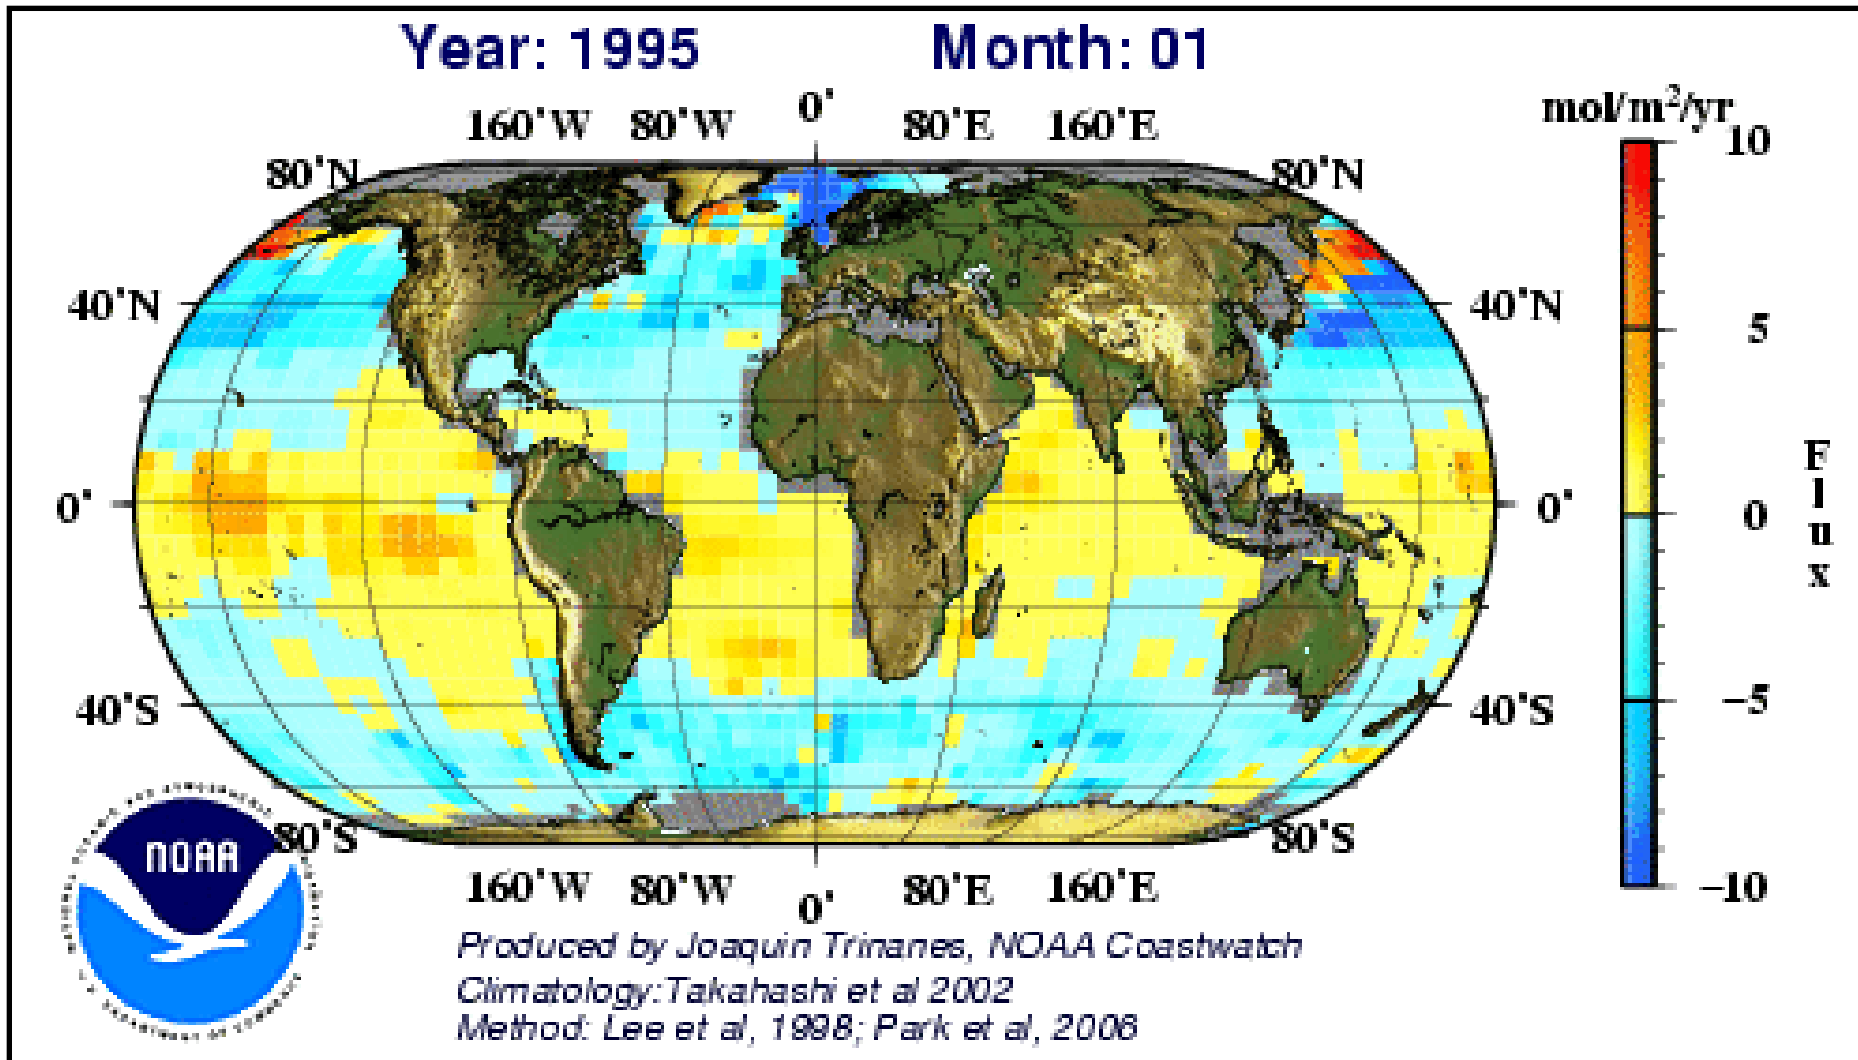 Year: 1995 Month: 01
mol/m²/yr
160°W 80°W 0° 80°E 160°E
80°N 80°N
40°N 40°N
0° 0°
40°S 40°S
80°S 80°S
160°W 80°W 0° 80°E 160°E
10
5
0
−5
−10
Flux
NOAA
Produced by Joaquin Trinanes, NOAA Coastwatch
Climatology:Takahashi et al 2002
Method: Lee et al, 1998; Park et al, 2006